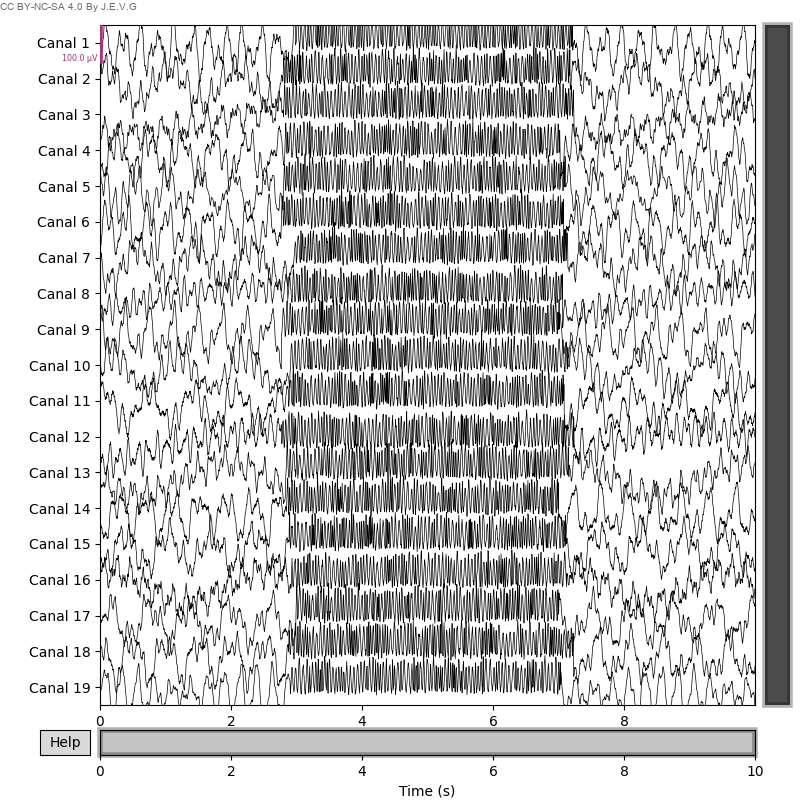 CC BY-NC-SA 4.0 By J.E.V.G
Canal 1
100.0 µV
Canal 2
Canal 3
Canal 4
Canal 5
Canal 6
Canal 7
Canal 8
Canal 9
Canal 10
Canal 11
Canal 12
Canal 13
Canal 14
Canal 15
Canal 16
Canal 17
Canal 18
Canal 19
0 2 4 6 8
Help
0 2 4 6 8 10
Time (s)